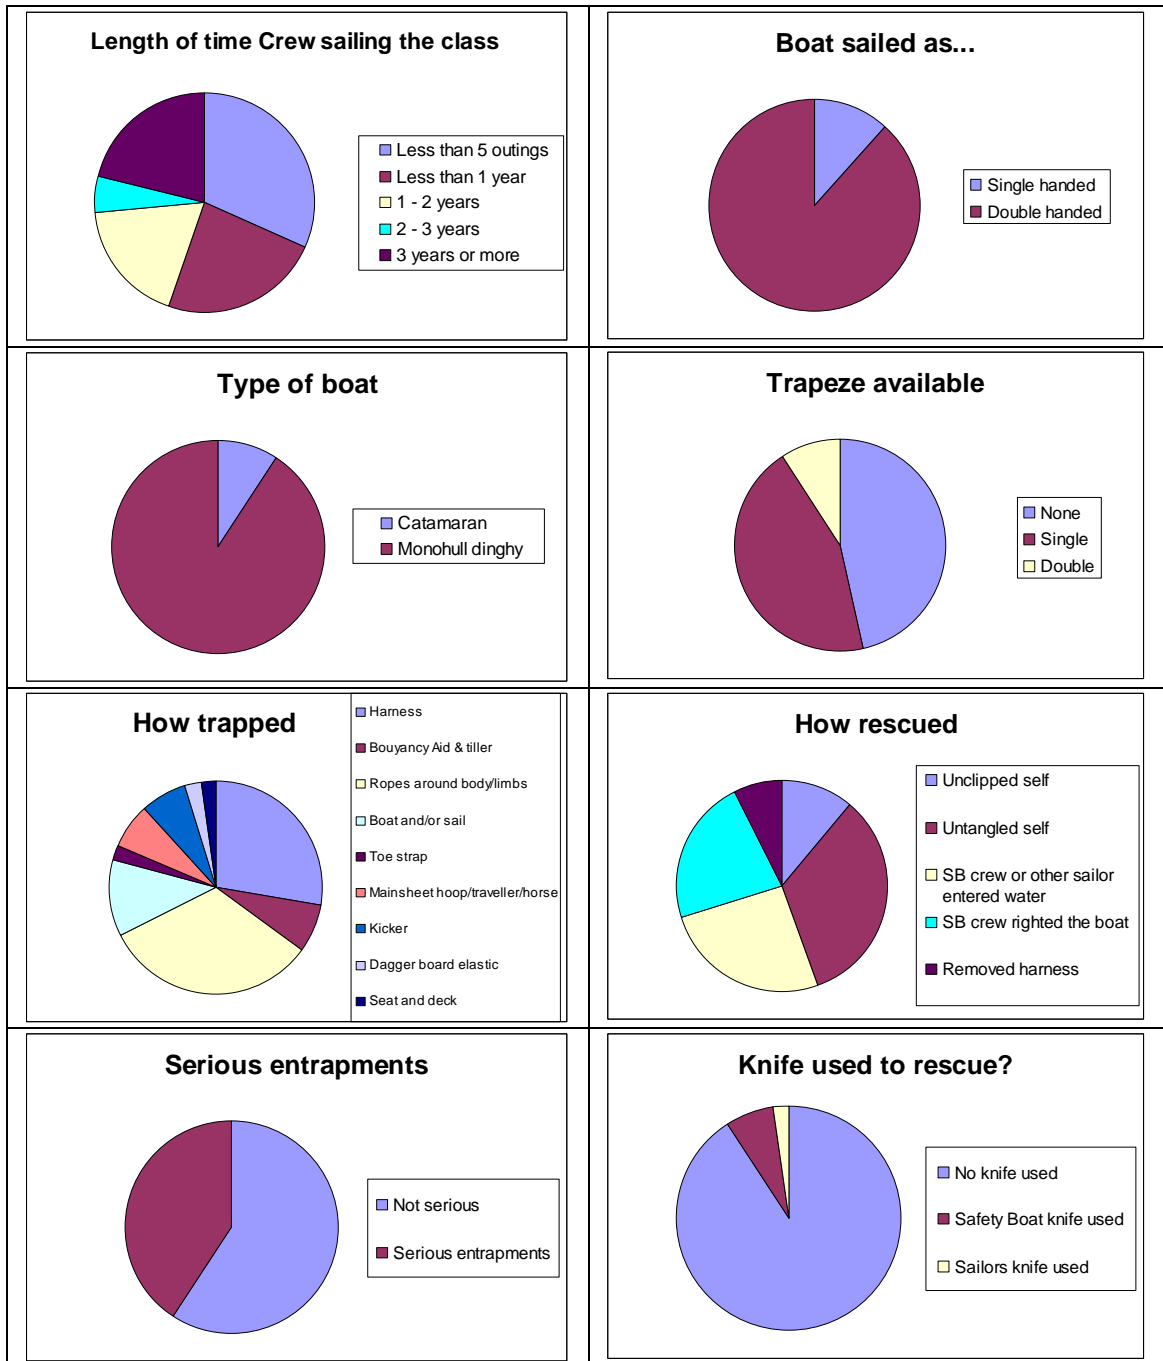 Length of time Crew sailing the class
Less than 5 outings
Less than 1 year
1 - 2 years
2 - 3 years
3 years or more
Boat sailed as...
Single handed
Double handed
Type of boat
Catamaran
Monohull dinghy
Trapeze available
None
Single
Double
How trapped
Harness
Bouyancy Aid & tiller
Ropes around body/limbs
Boat and/or sail
Toe strap
Mainsheet hoop/traveller/horse
Kicker
Dagger board elastic
Seat and deck
How rescued
Unclipped self
Untangled self
SB crew or other sailor
entered water
SB crew righted the boat
Removed harness
Serious entrapments
Not serious
Serious entrapments
Knife used to rescue?
No knife used
Safety Boat knife used
Sailors knife used